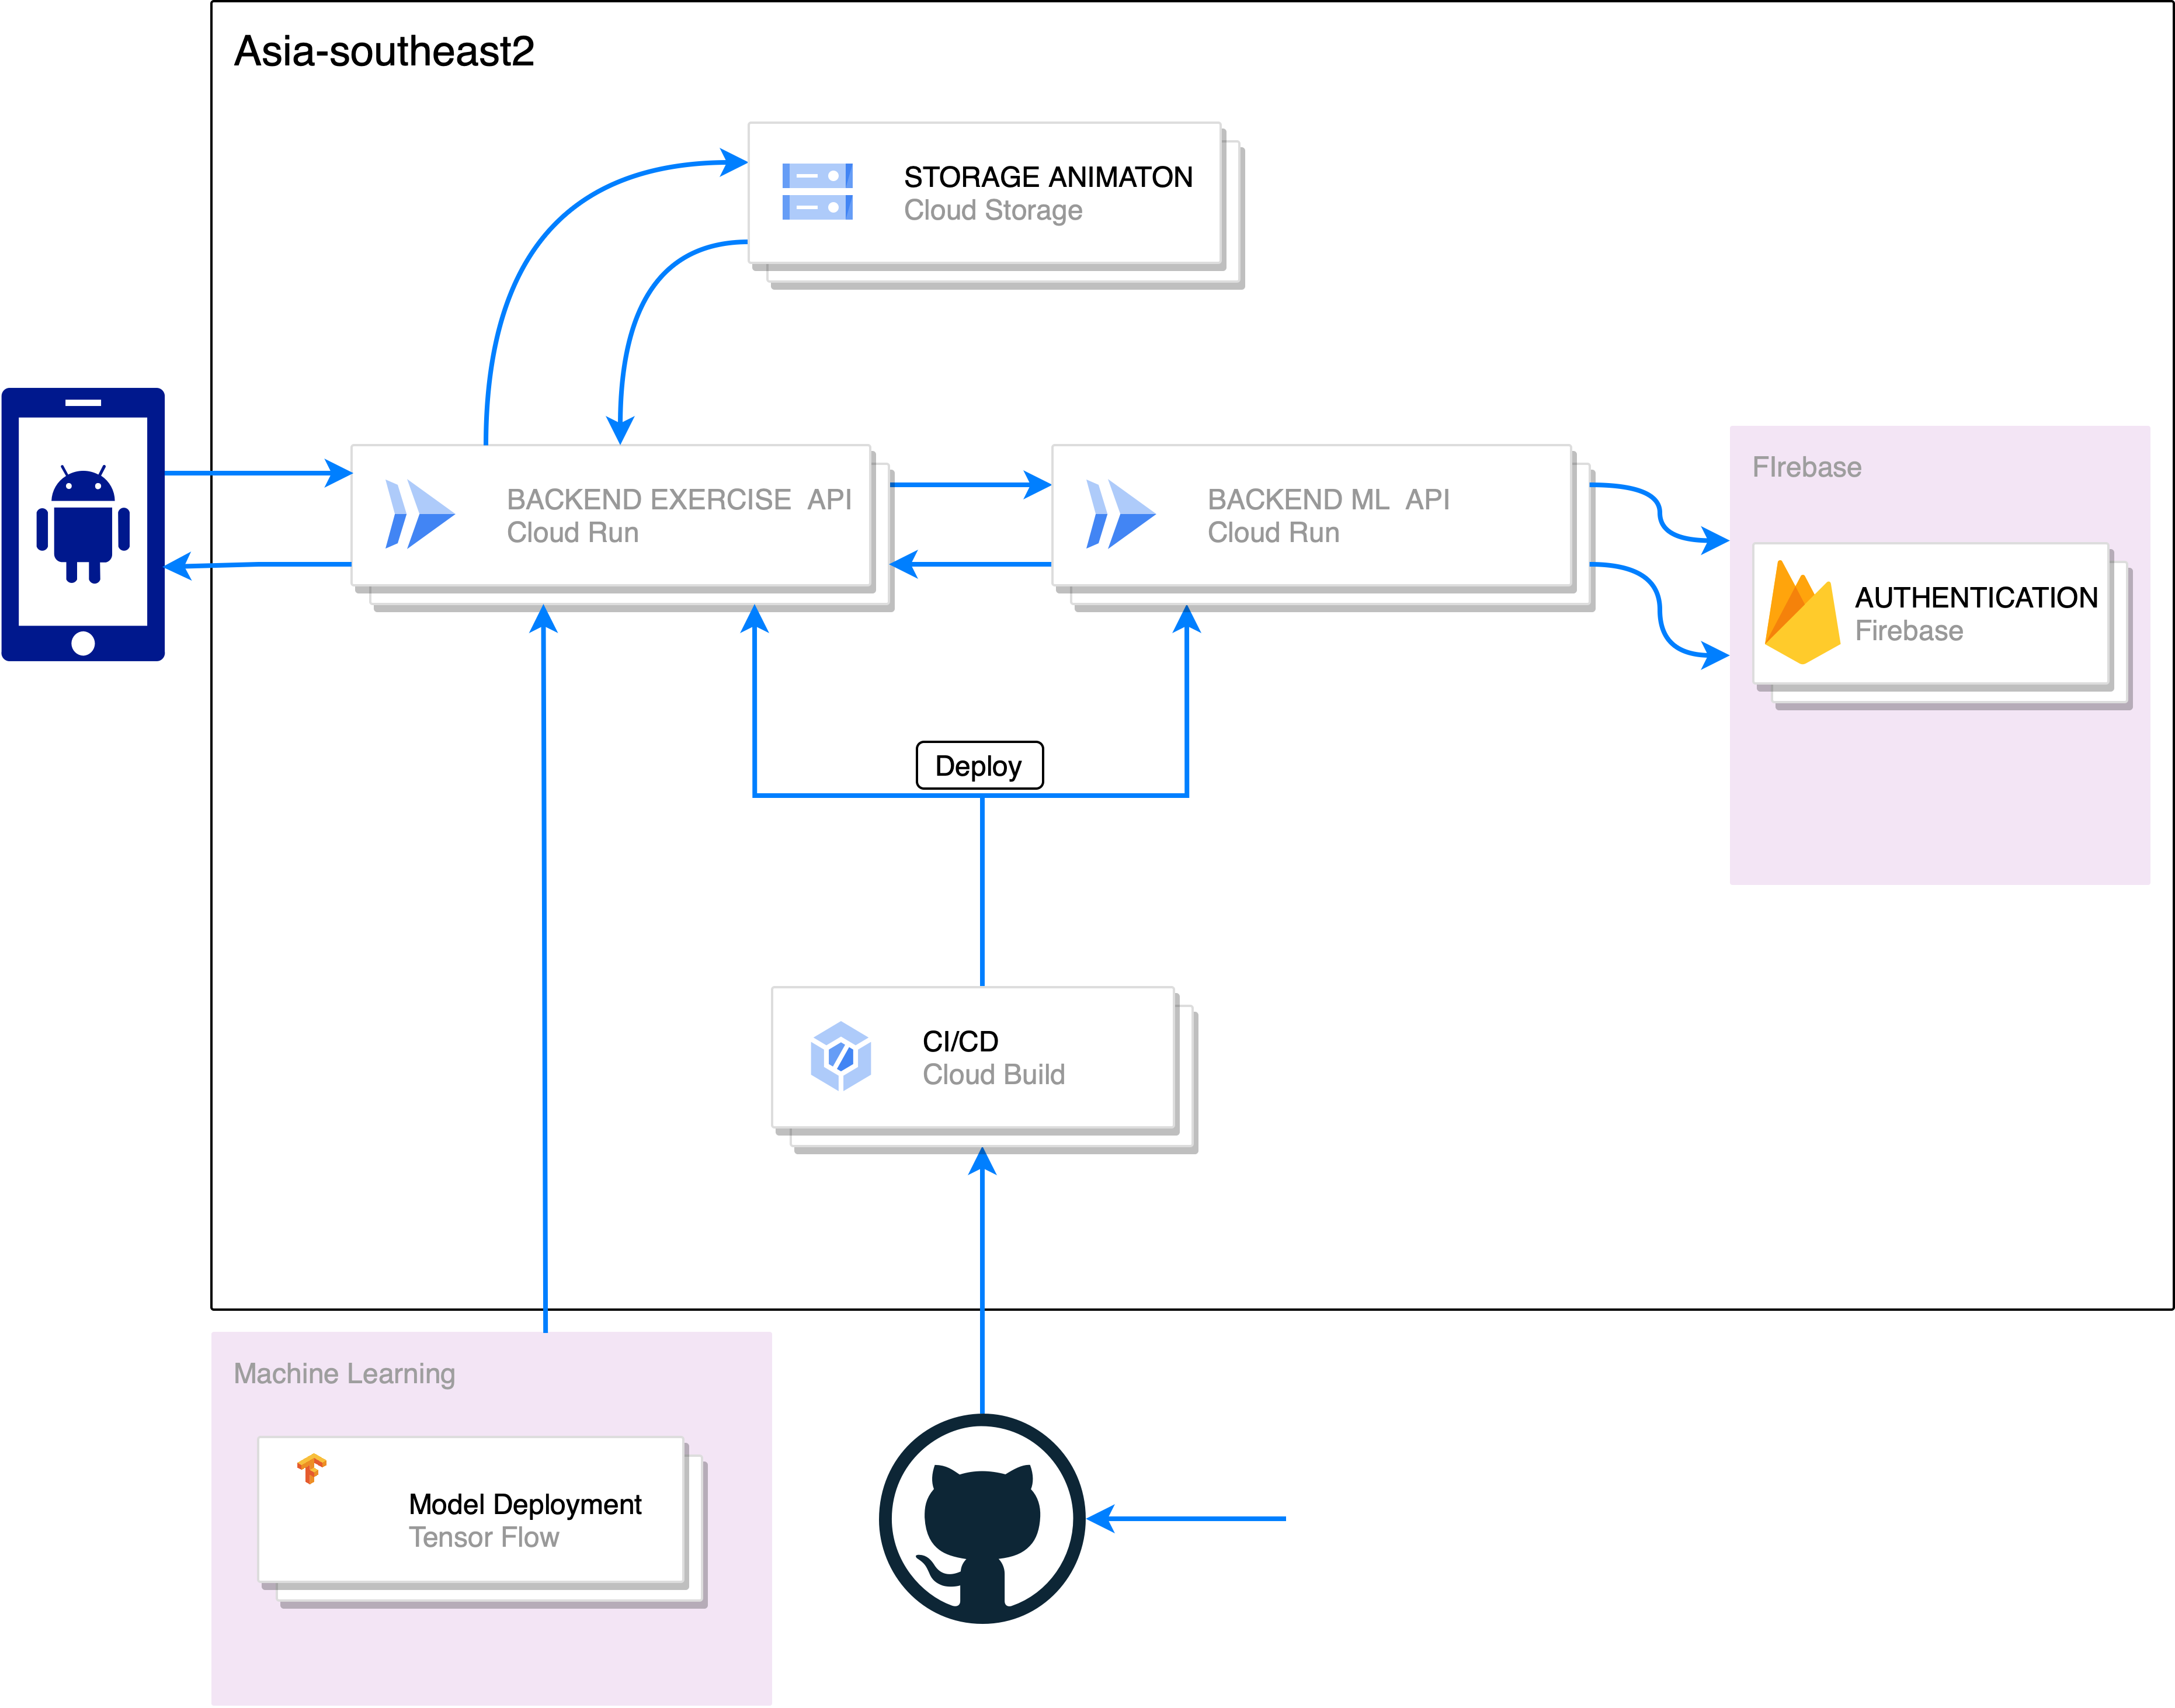 Asia-southeast2
STORAGE ANIMATON
Cloud Storage
BACKEND EXERCISE API
Cloud Run
BACKEND ML API
Cloud Run
FIrebase
AUTHENTICATION
Firebase
Deploy
CI/CD
Cloud Build
Machine Learning
Model Deployment
Tensor Flow